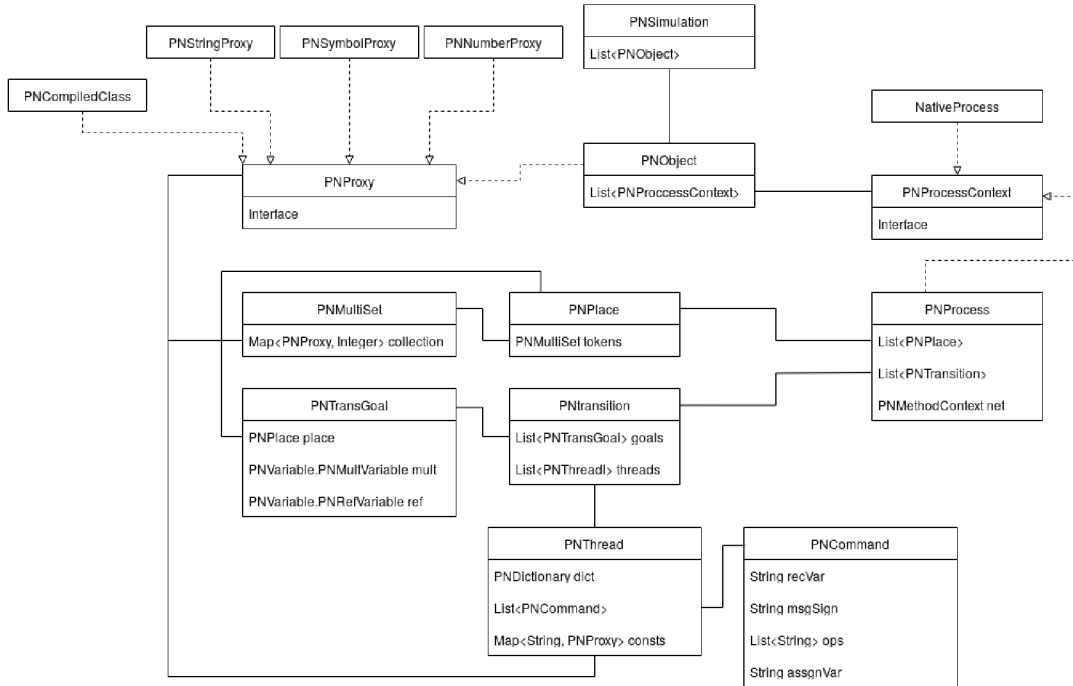 PNSimulation
List<PNObject>
PNStringProxy
PNSymbolProxy
PNNumberProxy
PNCompiledClass
NativeProcess
PNProxy
Interface
PNObject
List<PNProccessContext>
PNProcessContext
Interface
PNMultiSet
Map<PNProxy, Integer> collection
PNPlace
PNMultiSet tokens
PNProcess
List<PNPlace>
List<PNTransition>
PNMethodContext net
PNTransGoal
PNPlace place
PNVariable.PNMultVariable mult
PNVariable.PNRefVariable ref
PNtransition
List<PNTransGoal> goals
List<PNThreadI> threads
PNThread
PNDictionary dict
List<PNCommand>
Map<String, PNProxy> consts
PNCommand
String recVar
String msgSign
List<String> ops
String assgnVar